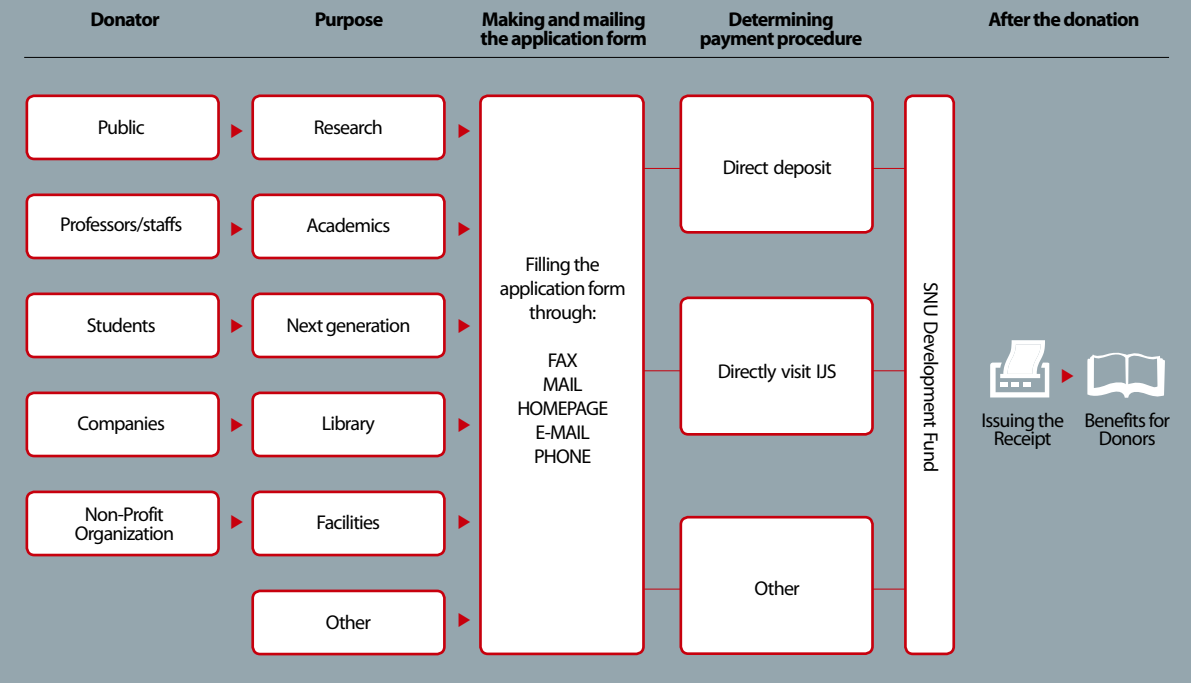 Donator
Purpose
Making and mailing
the application form
Determining
payment procedure
After the donation
Public
Research
Professors/staffs
Academics
Students
Next generation
Companies
Library
Non-Profit
Organization
Facilities
Other
Filling the
application form
through:
FAX
MAIL
HOMEPAGE
E-MAIL
PHONE
Direct deposit
Directly visit IJS
Other
SNU Development Fund
Issuing the
Receipt
Benefits for
Donors